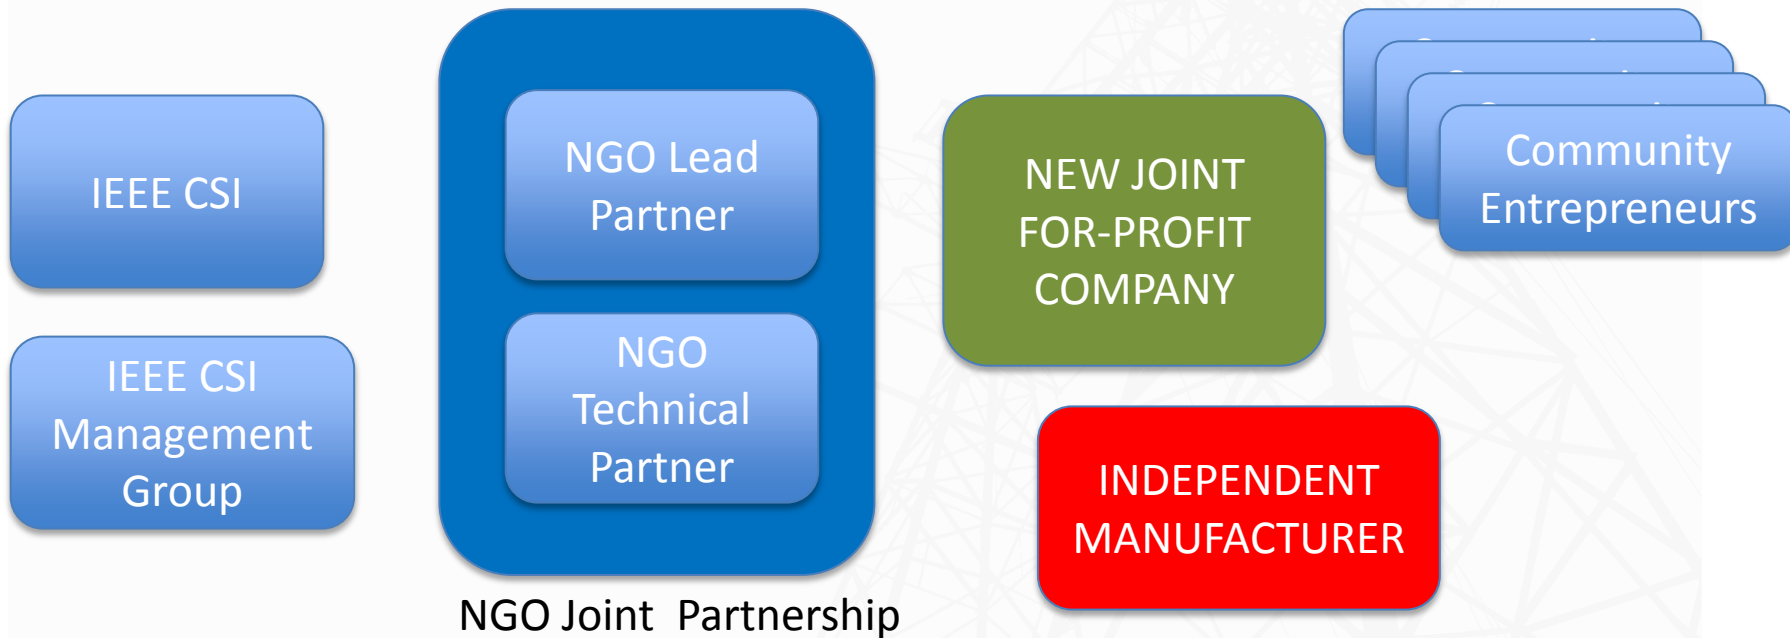 IEEE CSI
IEEE CSI
Management
Group
NGO Lead
Partner
NGO
Technical
Partner
NGO Joint  Partnership
NEW JOINT
FOR-PROFIT
COMPANY
INDEPENDENT
MANUFACTURER
Community
Entrepreneurs